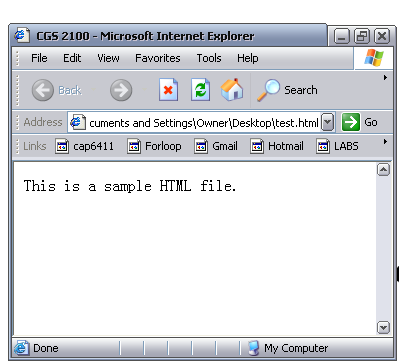 CGS 2100 - Microsoft Internet Explorer
File Edit View Favorites Tools Help
Back Search
Address cuments and Settings\Owner\Desktop\test.html Go
Links cap6411 Forloop Gmail Hotmail LABS
This is a sample HTML file.
Done My Computer